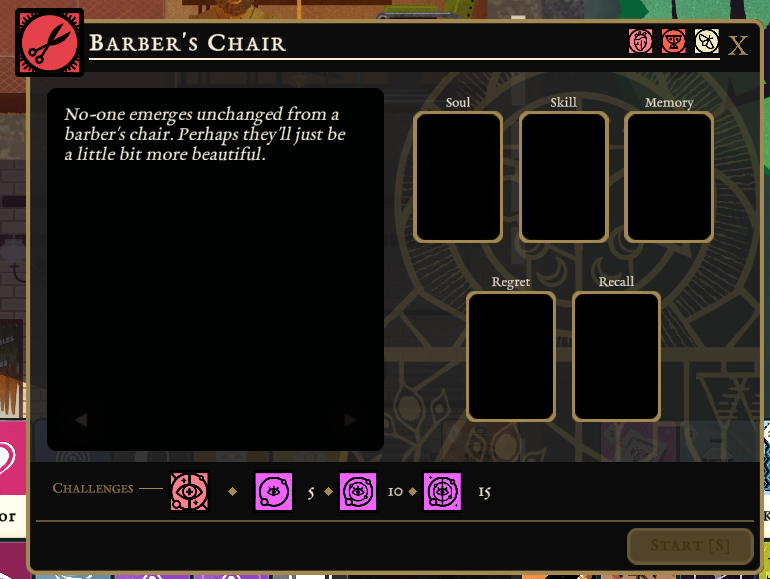 Barber's Chair
X
No-one emerges unchanged from a
barber's chair. Perhaps they'll just be
a little bit more beautiful.
Soul
Skill
Memory
Regret
Recall
Challenges
5
10
15
or
K
Start [S]